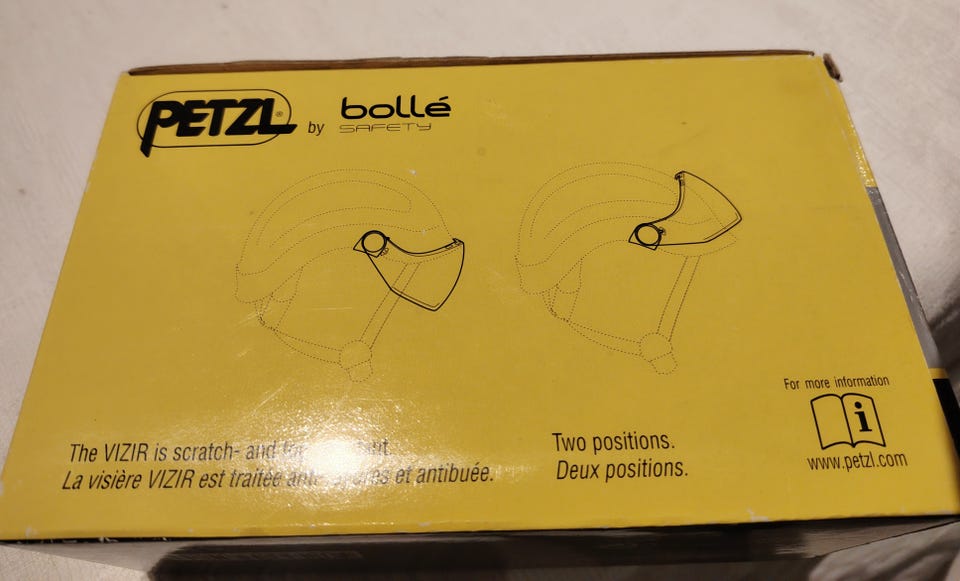 PETZL® by bollé SAFETY
The VIZIR is scratch- and
La visière VIZIR est traitée et antibuée.
Two positions.
Deux positions.
For more information
i
www.petzl.com